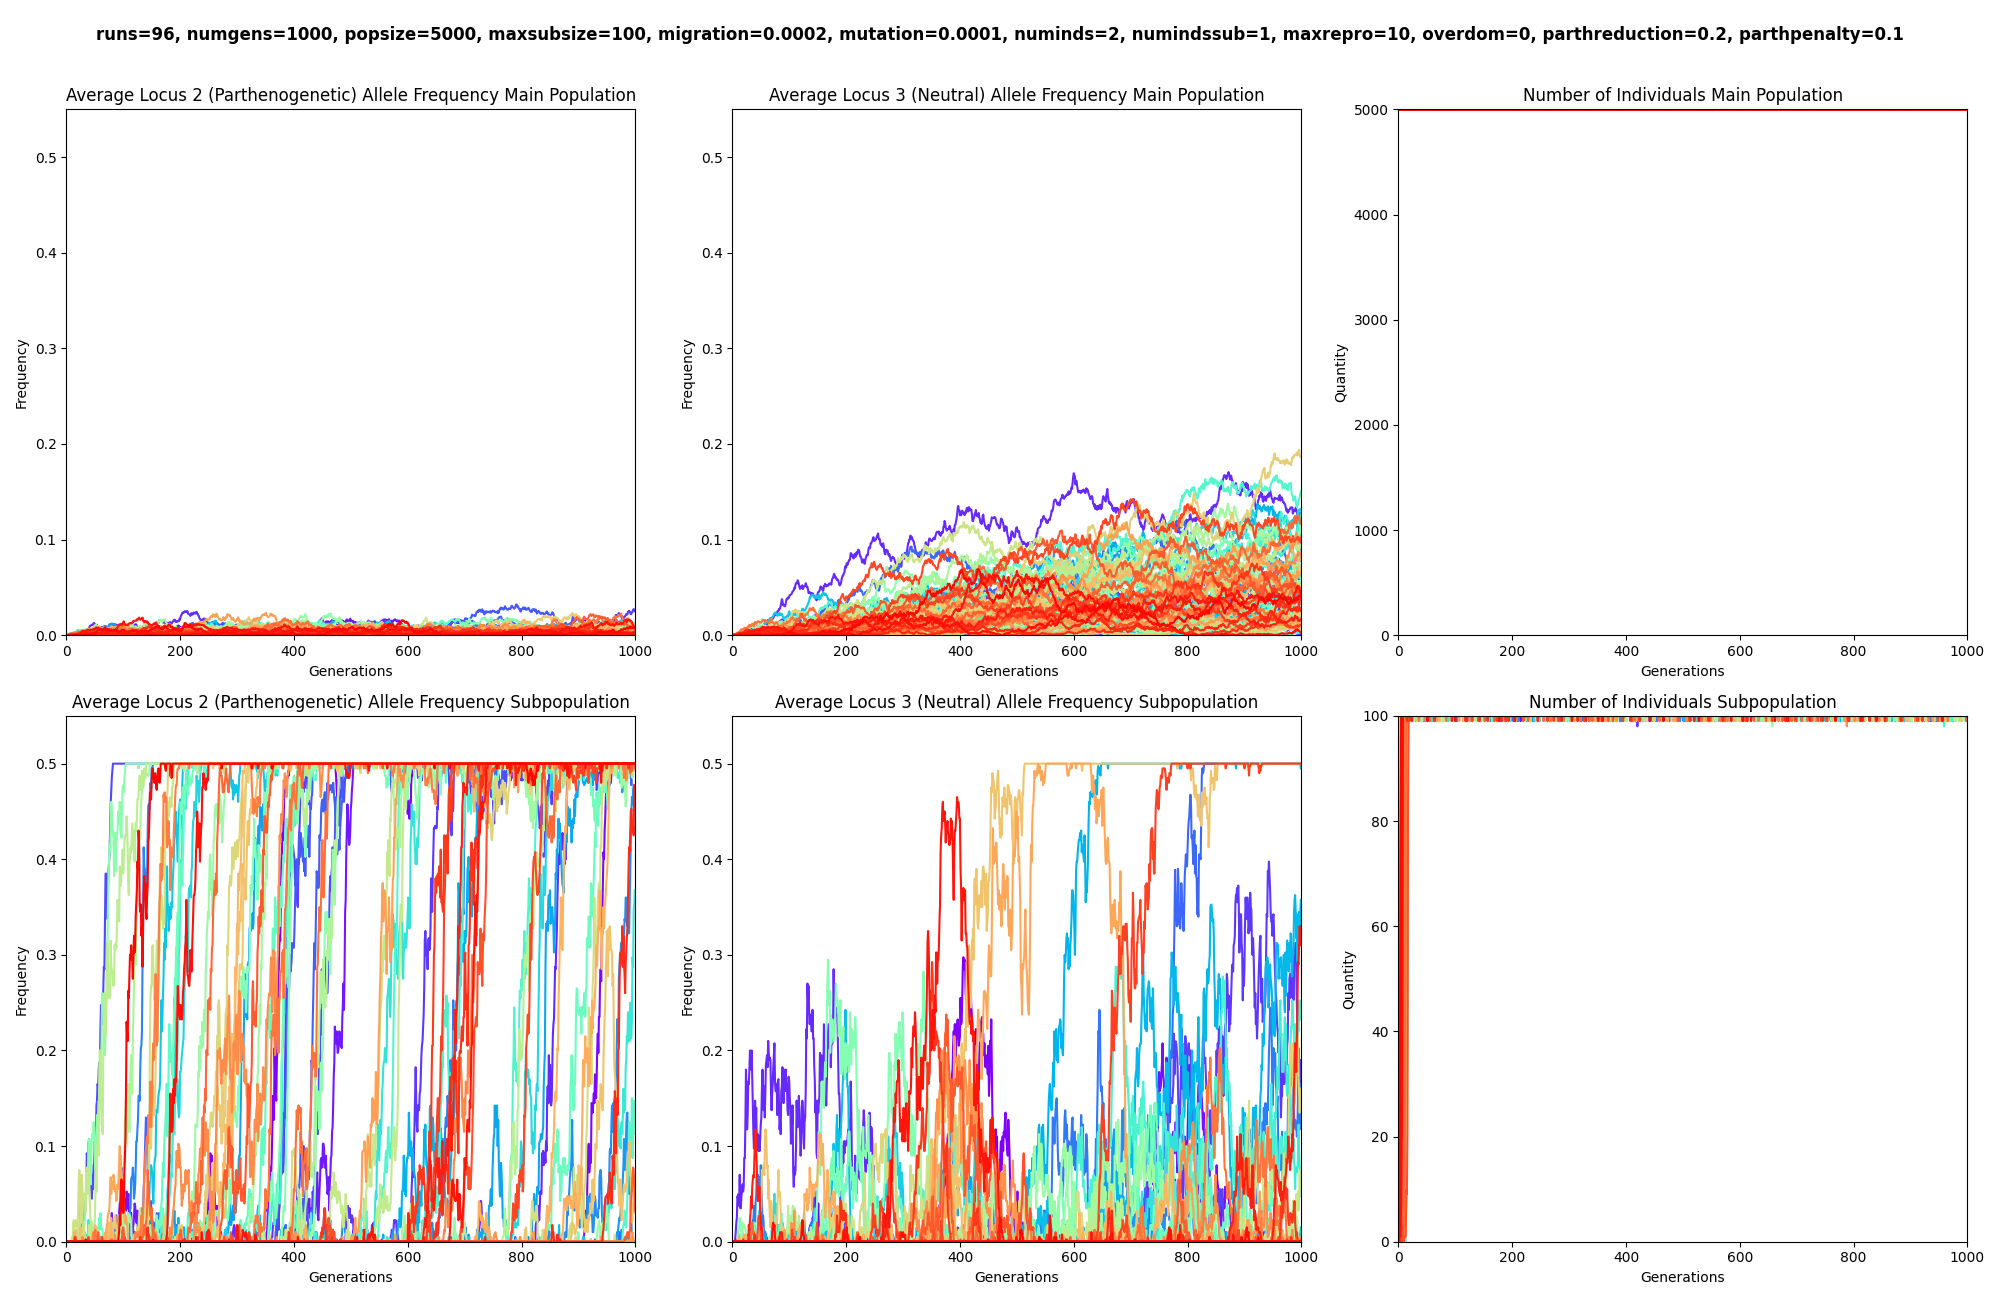 runs=96, numgens=1000, popsize=5000, maxsubsize=100, migration=0.0002, mutation=0.0001, numinds=2, numindssub=1, maxrepro=10, overdom=0, parthreduction=0.2, parthpenalty=0.1
Average Locus 2 (Parthenogenetic) Allele Frequency Main Population
Frequency
0.5
0.4
0.3
0.2
0.1
0.0
0 200 400 600 800 1000
Generations
Average Locus 3 (Neutral) Allele Frequency Main Population
Frequency
0.5
0.4
0.3
0.2
0.1
0.0
0 200 400 600 800 1000
Generations
Number of Individuals Main Population
Quantity
5000
4000
3000
2000
1000
0
0 200 400 600 800 1000
Generations
Average Locus 2 (Parthenogenetic) Allele Frequency Subpopulation
Frequency
0.5
0.4
0.3
0.2
0.1
0.0
0 200 400 600 800 1000
Generations
Average Locus 3 (Neutral) Allele Frequency Subpopulation
Frequency
0.5
0.4
0.3
0.2
0.1
0.0
0 200 400 600 800 1000
Generations
Number of Individuals Subpopulation
Quantity
100
80
60
40
20
0
0 200 400 600 800 1000
Generations